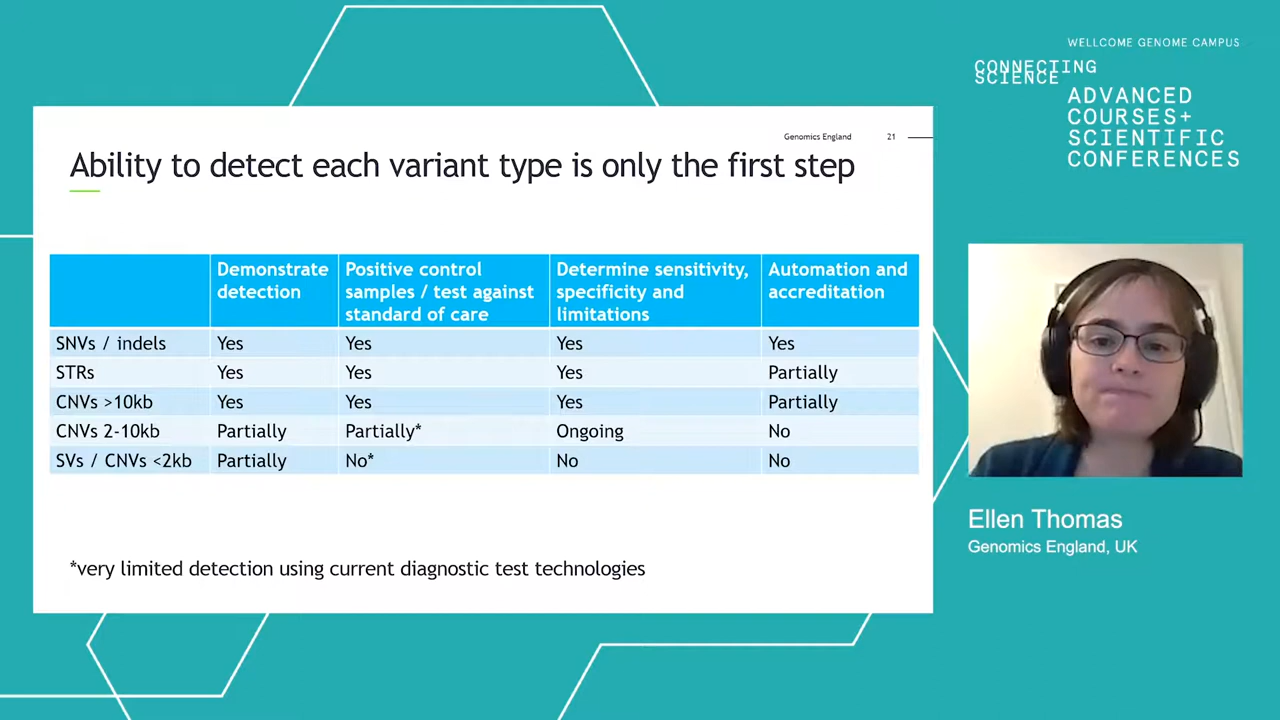 WELLCOME GENOME CAMPUS
CONNECTING
SCIENCE
ADVANCED
COURSES+
SCIENTIFIC
CONFERENCES
Genomics England 21
Ability to detect each variant type is only the first step
Demonstrate detection | Positive control samples / test against standard of care | Determine sensitivity, specificity and limitations | Automation and accreditation
SNVs / indels Yes Yes Yes Yes
STRs Yes Yes Yes Partially
CNVs >10kb Yes Yes Yes Partially
CNVs 2-10kb Partially Partially* Ongoing No
SVs / CNVs <2kb Partially No* No No
*very limited detection using current diagnostic test technologies
Ellen Thomas
Genomics England, UK